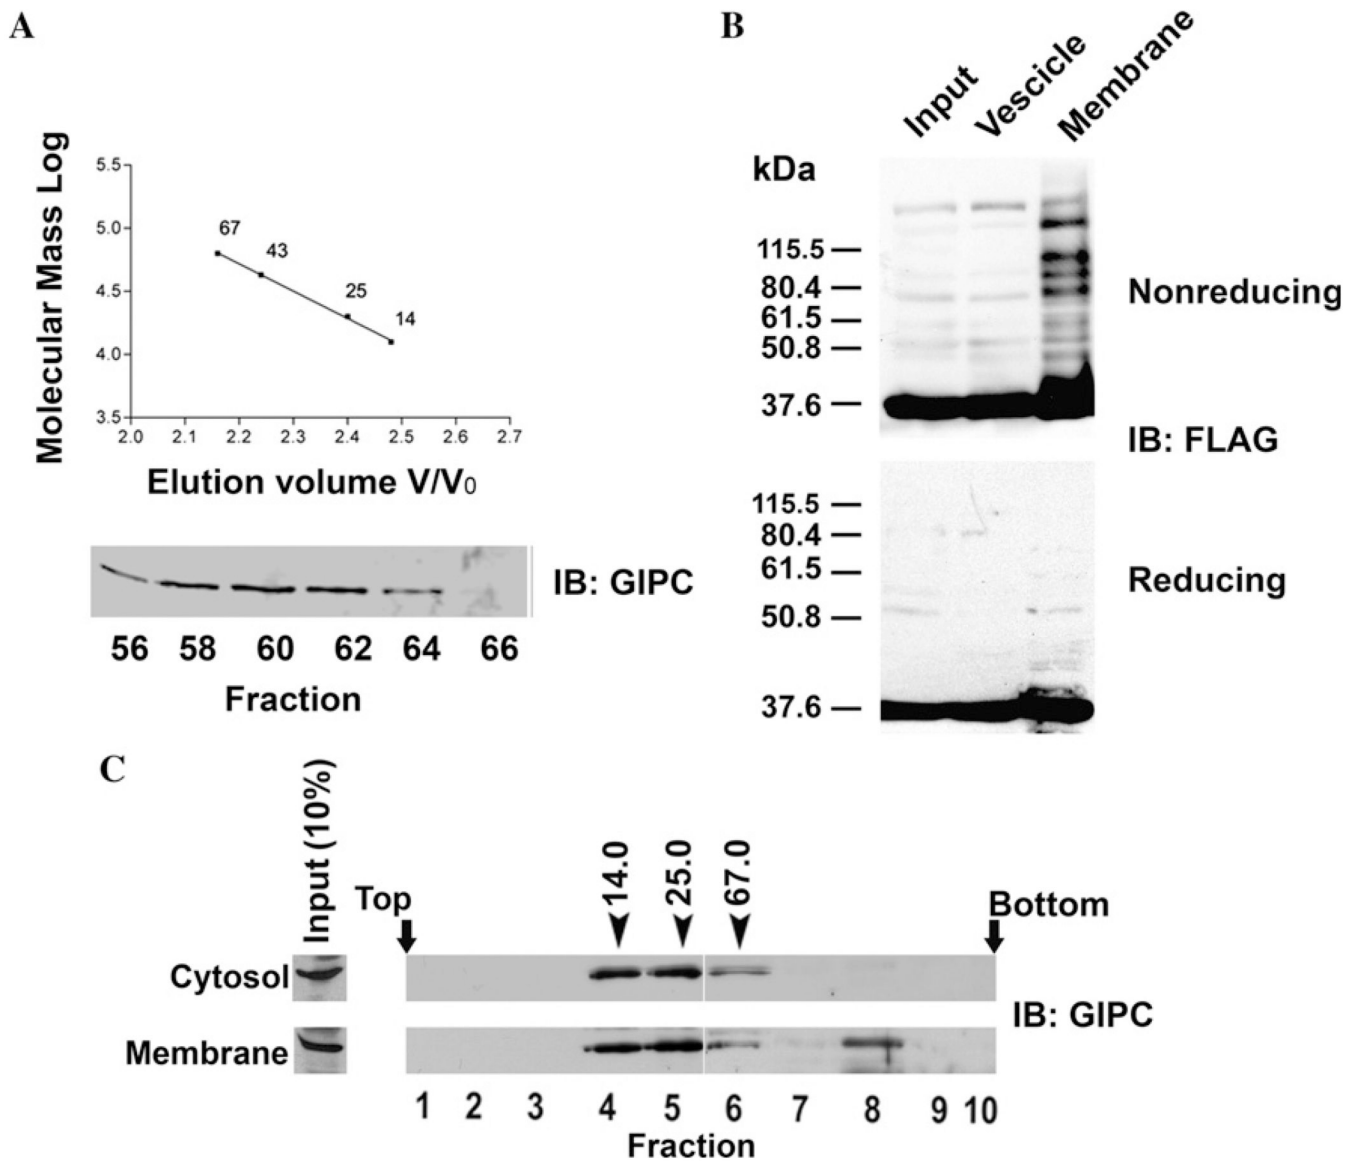 A
Molecular Mass Log
5.5
5.0
4.5
4.0
3.5
67
43
25
14
2.0 2.1 2.2 2.3 2.4 2.5 2.6 2.7
Elution volume V/V0
IB: GIPC
56 58 60 62 64 66
Fraction
B
Input Vescicle Membrane
kDa
115.5
80.4
61.5
50.8
37.6
Nonreducing
IB: FLAG
115.5
80.4
61.5
50.8
37.6
Reducing
C
Input (10%)
Top
14.0 25.0 67.0
Bottom
Cytosol
Membrane
IB: GIPC
1 2 3 4 5 6 7 8 9 10
Fraction